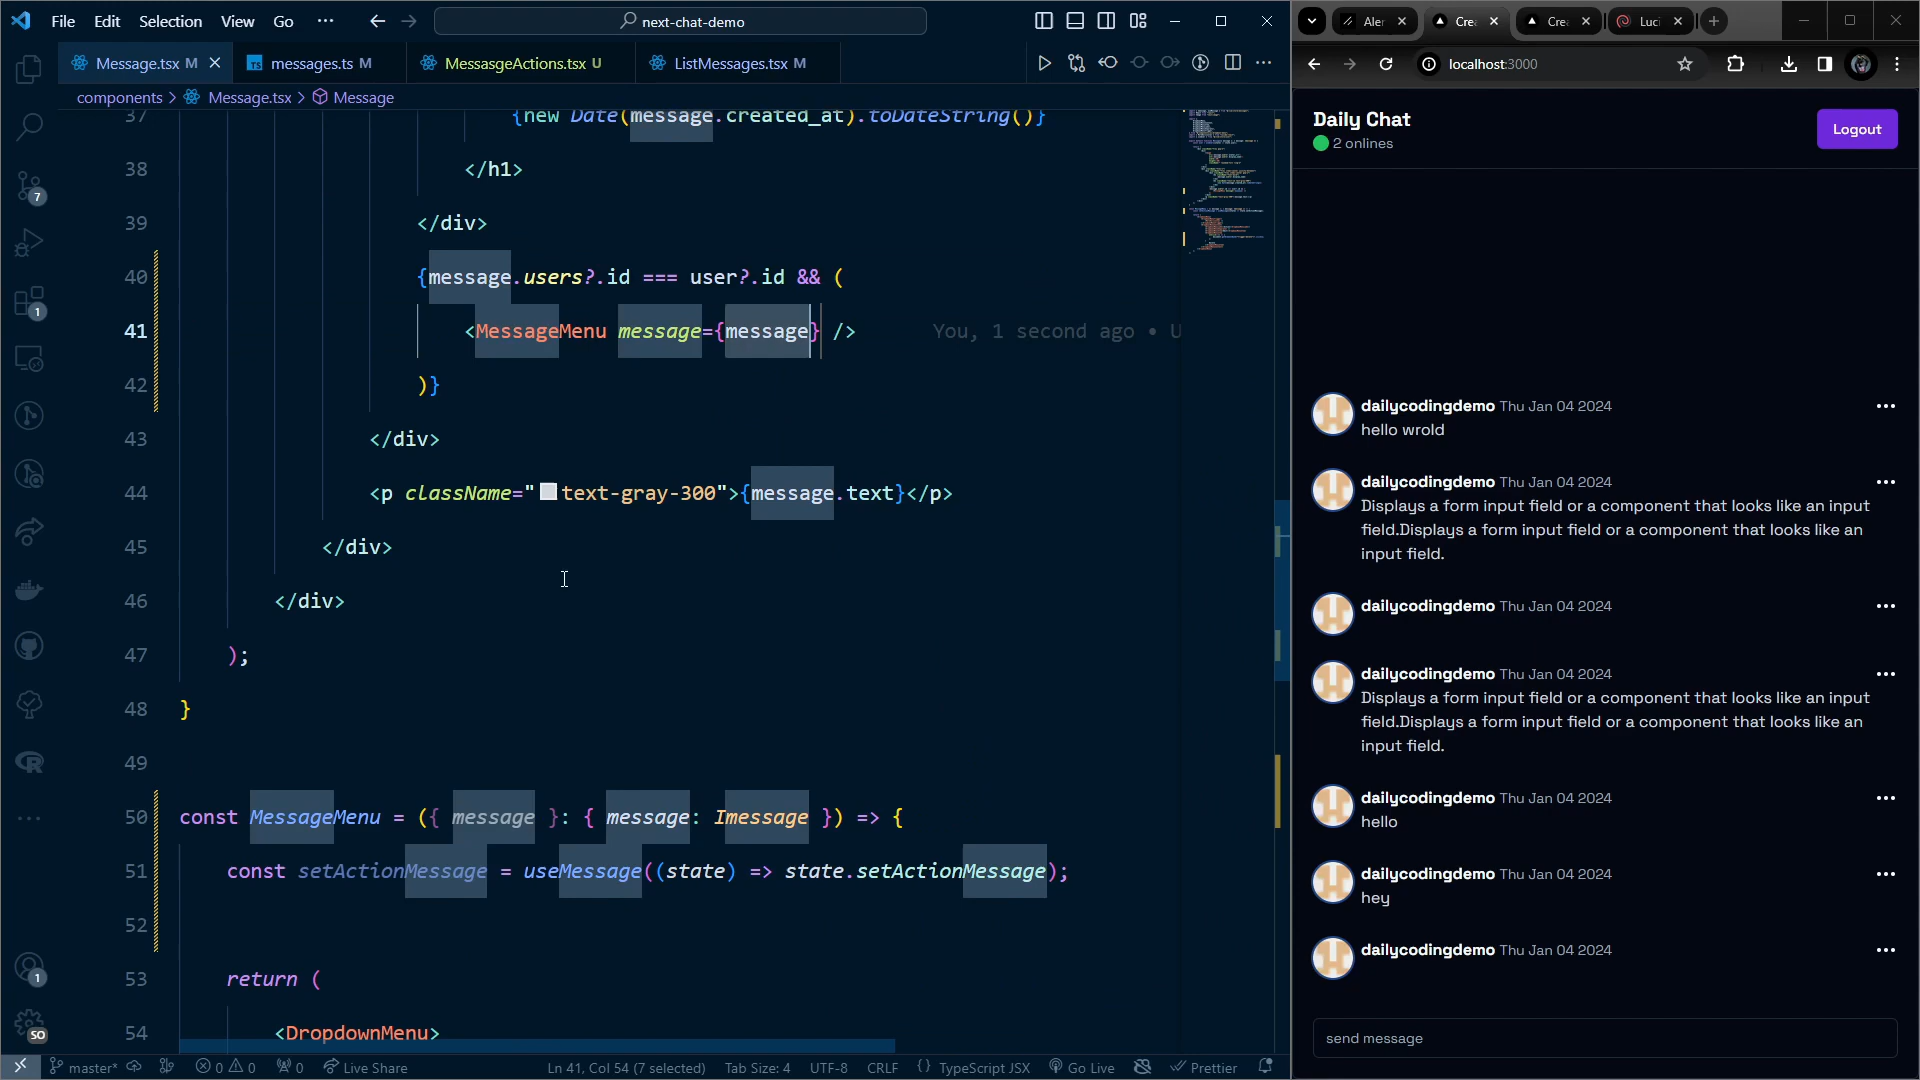 File Edit Selection View Go ··· next-chat-demo
Message.tsx M messages.ts M MessasgeActions.tsx U ListMessages.tsx M
components > Message.tsx > Message
37 {new Date(message.created_at).toDateString()}
38 </h1>
39 </div>
40 {message.users?.id === user?.id && (
41 <MessageMenu message={message} /> You, 1 second ago • U
42 )}
43 </div>
44 <p className="text-gray-300">{message.text}</p>
45 </div>
46 </div>
47 );
48 }
49
50 const MessageMenu = ({ message }: { message: Imessage }) => {
51 const setActionMessage = useMessage((state) => state.setActionMessage);
52
53 return (
54 <DropdownMenu>
7
1
1
SO
master* 0 0 0 Live Share Ln 41, Col 54 (7 selected) Tab Size: 4 UTF-8 CRLF {} TypeScript JSX Go Live Prettier
Aler Crea Crea Luci
localhost:3000
Daily Chat
2 onlines
Logout
dailycodingdemo Thu Jan 04 2024
hello wrold
dailycodingdemo Thu Jan 04 2024
Displays a form input field or a component that looks like an input
field.Displays a form input field or a component that looks like an
input field.
dailycodingdemo Thu Jan 04 2024
dailycodingdemo Thu Jan 04 2024
Displays a form input field or a component that looks like an input
field.Displays a form input field or a component that looks like an
input field.
dailycodingdemo Thu Jan 04 2024
hello
dailycodingdemo Thu Jan 04 2024
hey
dailycodingdemo Thu Jan 04 2024
send message